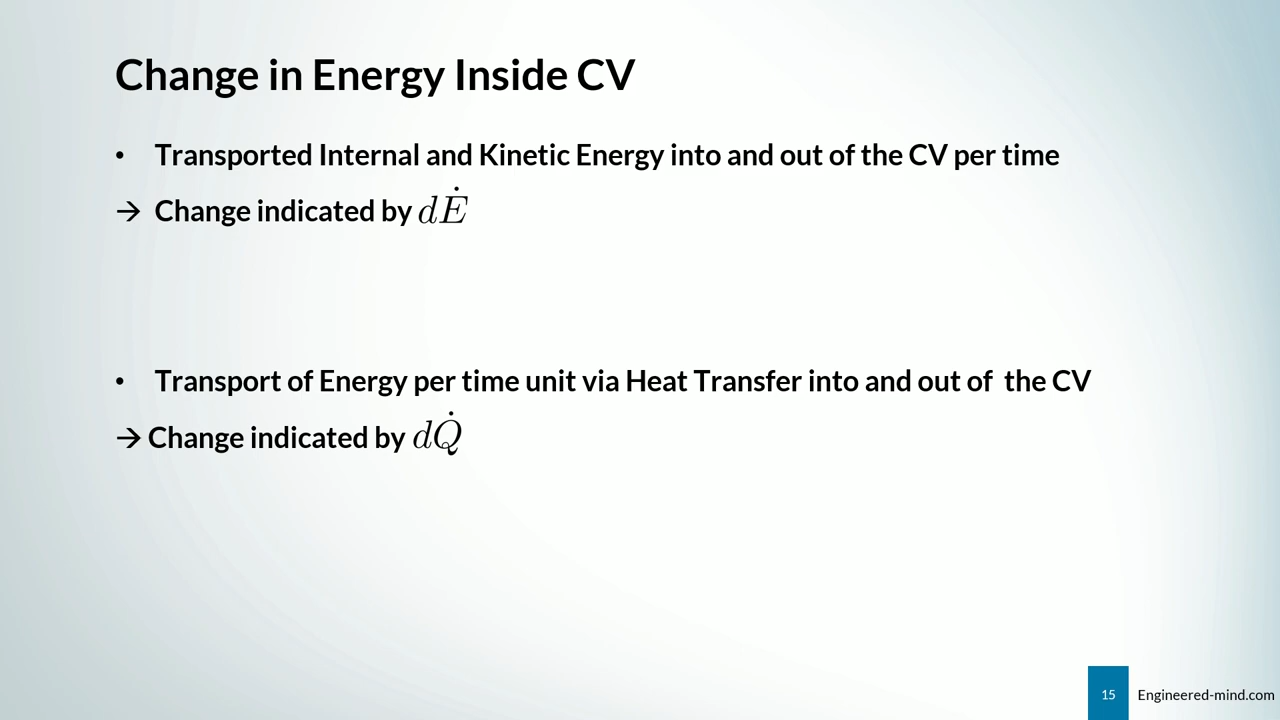 Change in Energy Inside CV
• Transported Internal and Kinetic Energy into and out of the CV per time
→ Change indicated by dĖ
• Transport of Energy per time unit via Heat Transfer into and out of  the CV
→ Change indicated by dQ̇
15 Engineered-mind.com